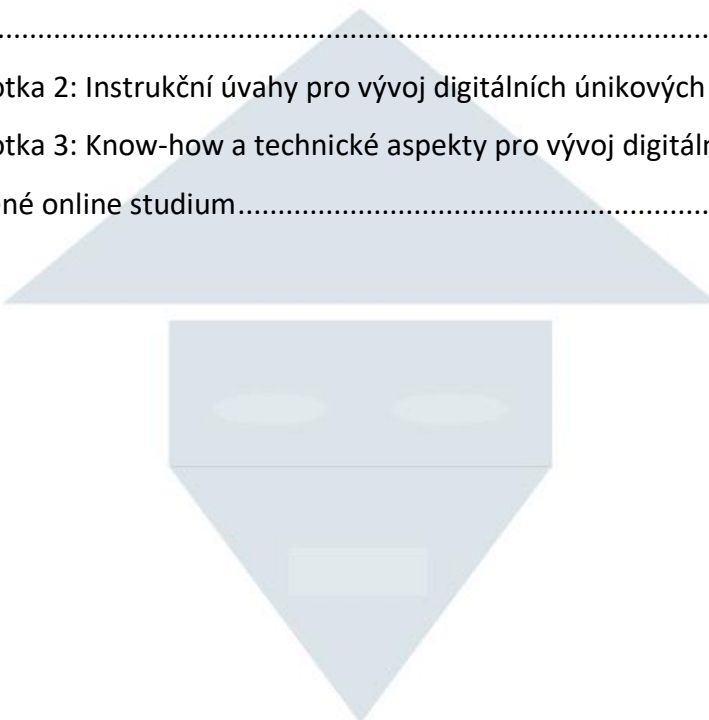 ..........................................................................................
otka 2: Instrukční úvahy pro vývoj digitálních únikových
otka 3: Know-how a technické aspekty pro vývoj digitáln
ené online studium..............................................................